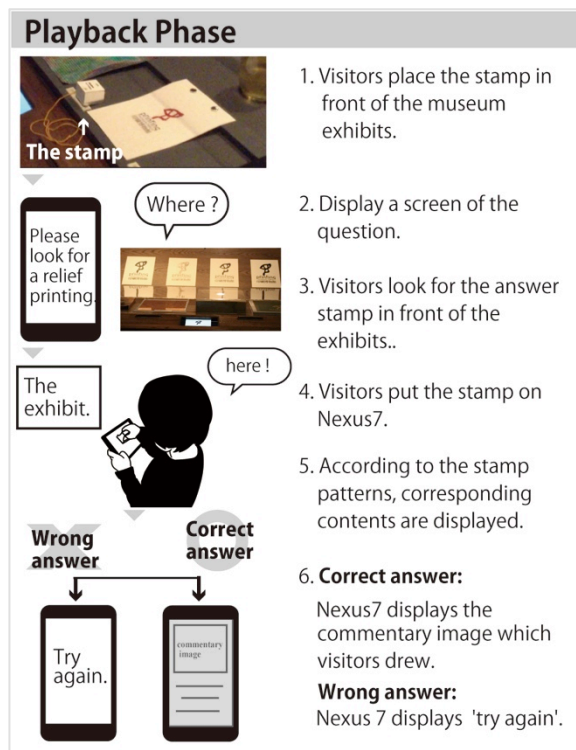 Playback Phase
The stamp
1. Visitors place the stamp in
front of the museum
exhibits.
Where ?
Please
look for
a relief
printing.
2. Display a screen of the
question.
3. Visitors look for the answer
stamp in front of the
exhibits..
here !
The
exhibit.
4. Visitors put the stamp on
Nexus7.
5. According to the stamp
patterns, corresponding
contents are displayed.
Wrong
answer
Correct
answer
Try
again.
commentary
image
6. Correct answer:
Nexus7 displays the
commentary image which
visitors drew.
Wrong answer:
Nexus 7 displays 'try again'.